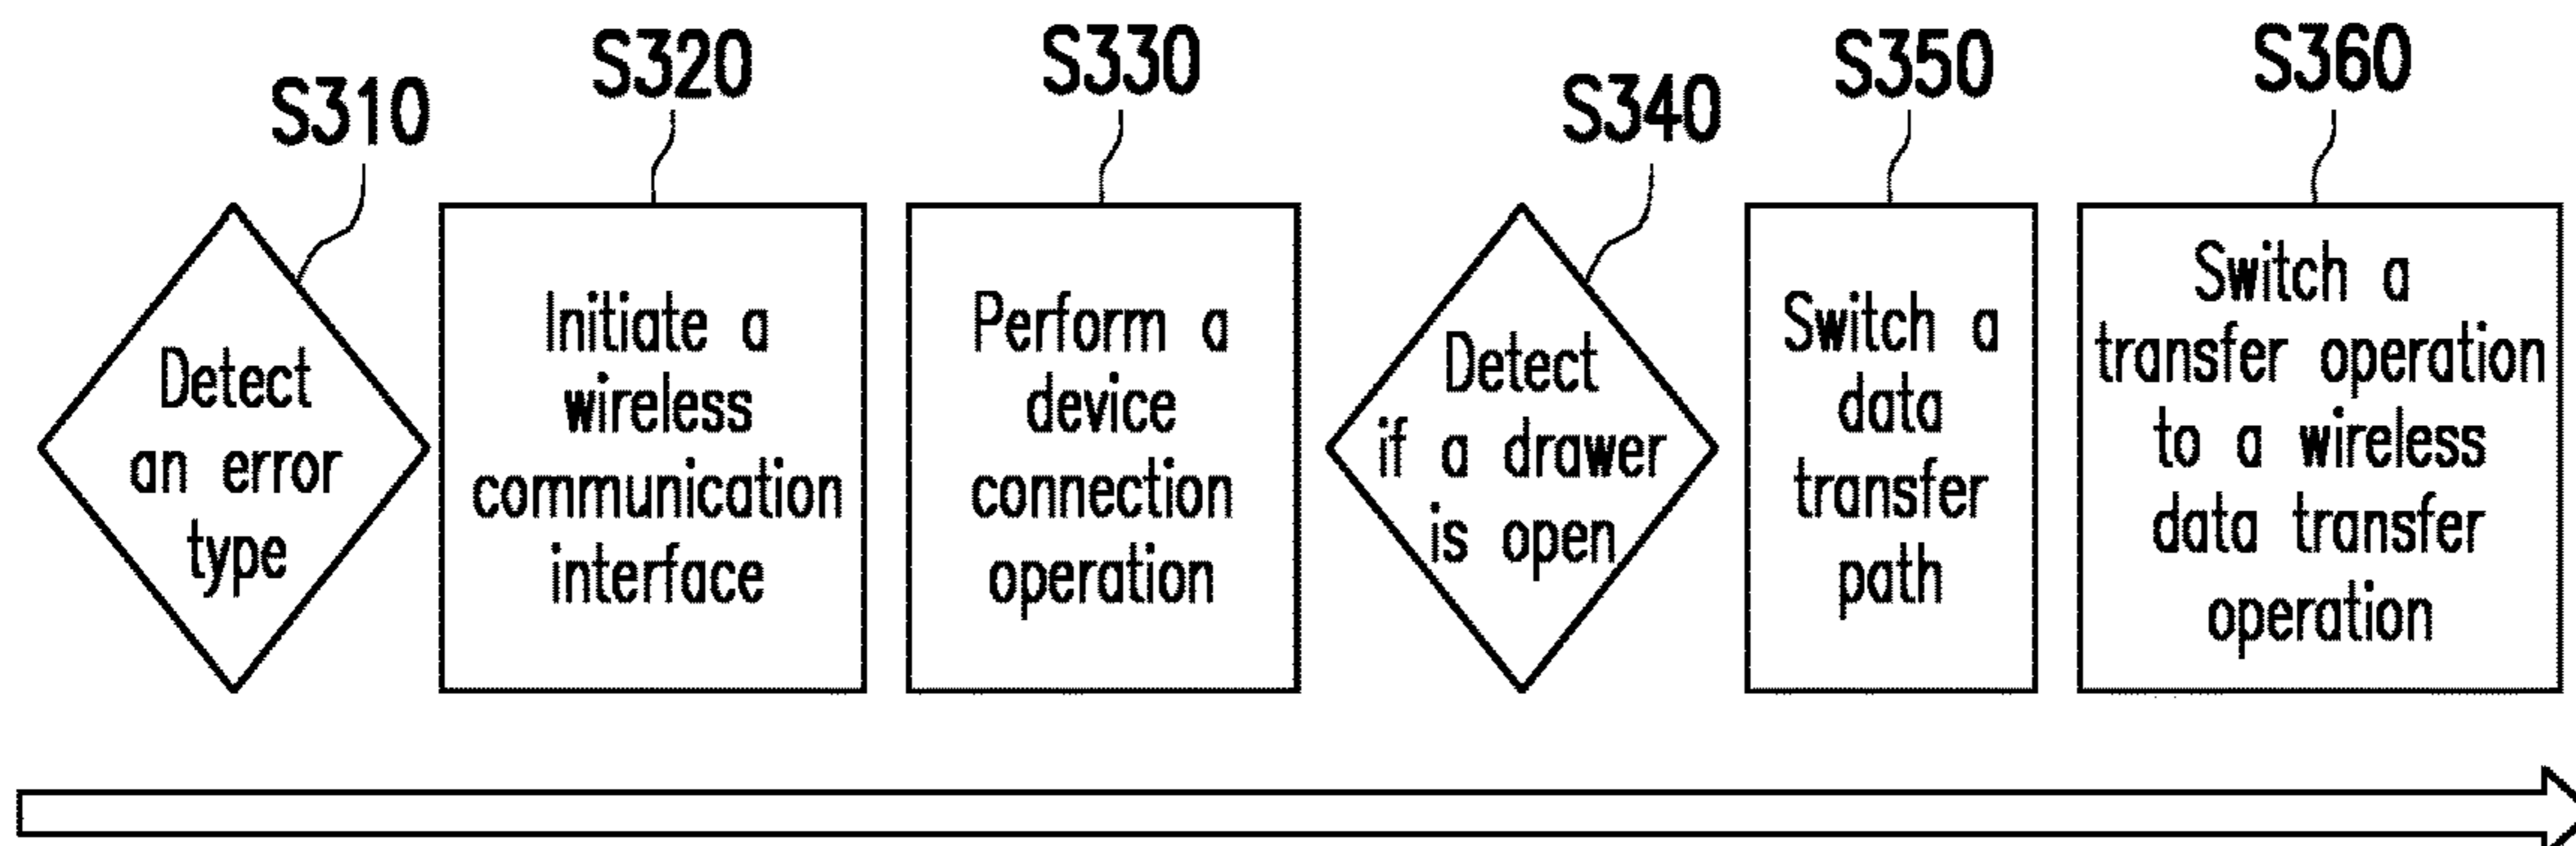 S310
Detect
an error
type
S320
Initiate a
wireless
communication
interface
S330
Perform a
device
connection
operation
S340
Detect
if a drawer
is open
S350
Switch a
data
transfer
path
S360
Switch a
transfer operation
to a wireless
data transfer
operation